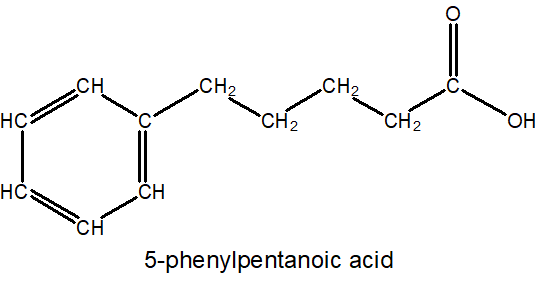 O
CH CH2 CH2 C
HC C CH2 CH2 OH
HC CH
CH
5-phenylpentanoic acid